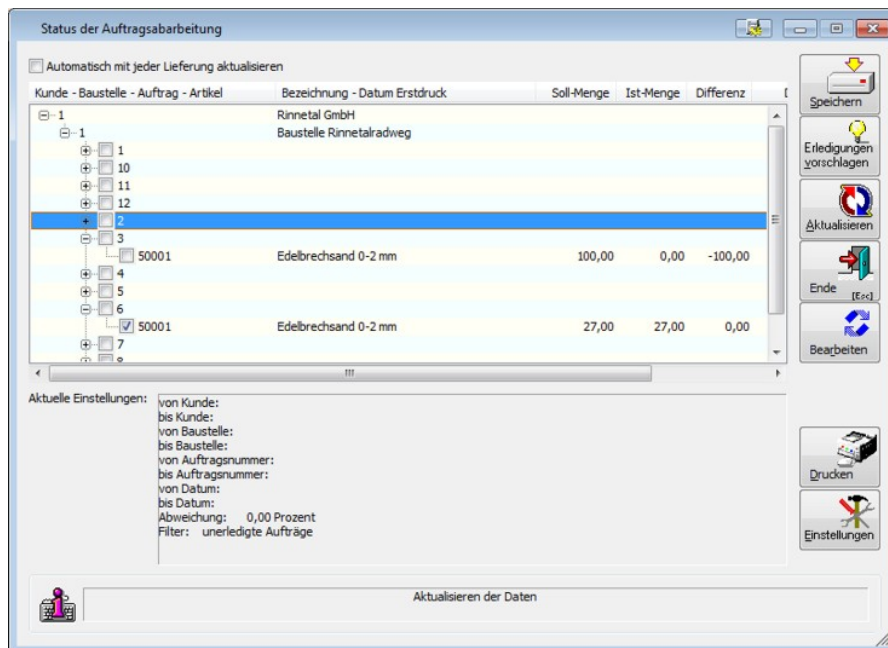 Status der Auftragsabarbeitung
Automatisch mit jeder Lieferung aktualisieren
Kunde - Baustelle - Auftrag - Artikel Bezeichnung - Datum Erstdruck Soll-Menge Ist-Menge Differenz
1 Rinnetal GmbH
1 Baustelle Rinnetalradweg
1
10
11
12
2
3
50001 Edelbrechsand 0-2 mm 100,00 0,00 -100,00
4
5
6
50001 Edelbrechsand 0-2 mm 27,00 27,00 0,00
7
Speichern
Erledigungen
vorschlagen
Aktualisieren
Ende
[Esc]
Bearbeiten
Aktuelle Einstellungen:
von Kunde:
bis Kunde:
von Baustelle:
bis Baustelle:
von Auftragsnummer:
bis Auftragsnummer:
von Datum:
bis Datum:
Abweichung: 0,00 Prozent
Filter: unerledigte Aufträge
Drucken
Einstellungen
Aktualisieren der Daten